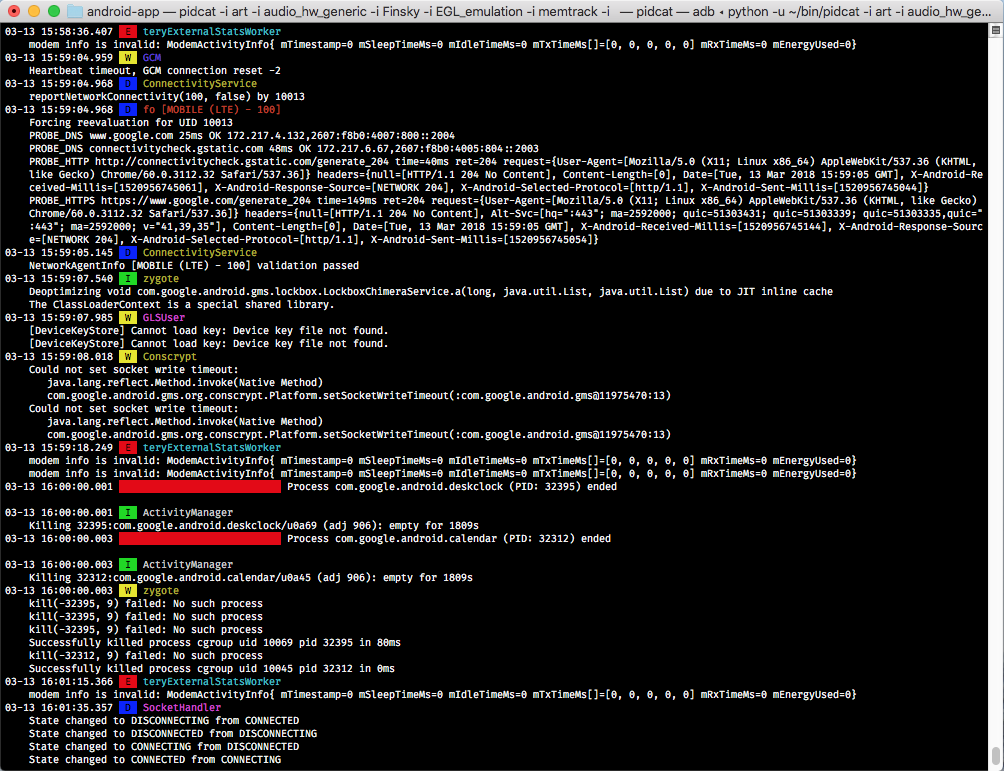 android-app — pidcat -i art -i audio_hw_generic -i Finsky -i EGL_emulation -i memtrack -i — pidcat — adb ◂ python -u ~/bin/pidcat -i art -i audio_hw_ge...
03-13 15:58:36.407 E teryExternalStatsWorker
modem info is invalid: ModemActivityInfo{ mTimestamp=0 mSleepTimeMs=0 mIdleTimeMs=0 mTxTimeMs[]=[0, 0, 0, 0, 0] mRxTimeMs=0 mEnergyUsed=0}
03-13 15:59:04.959 W GCM
Heartbeat timeout, GCM connection reset -2
03-13 15:59:04.968 D ConnectivityService
reportNetworkConnectivity(100, false) by 10013
03-13 15:59:04.968 D fo [MOBILE (LTE) - 100]
Forcing reevaluation for UID 10013
PROBE_DNS www.google.com 25ms OK 172.217.4.132,2607:f8b0:4007:800::2004
PROBE_DNS connectivitycheck.gstatic.com 48ms OK 172.217.6.67,2607:f8b0:4005:804::2003
PROBE_HTTP http://connectivitycheck.gstatic.com/generate_204 time=40ms ret=204 request={User-Agent=[Mozilla/5.0 (X11; Linux x86_64) AppleWebKit/537.36 (KHTML,
like Gecko) Chrome/60.0.3112.32 Safari/537.36]} headers={null=[HTTP/1.1 204 No Content], Content-Length=[0], Date=[Tue, 13 Mar 2018 15:59:05 GMT], X-Android-Re
ceived-Millis=[1520956745061], X-Android-Response-Source=[NETWORK 204], X-Android-Selected-Protocol=[http/1.1], X-Android-Sent-Millis=[1520956745044]}
PROBE_HTTPS https://www.google.com/generate_204 time=149ms ret=204 request={User-Agent=[Mozilla/5.0 (X11; Linux x86_64) AppleWebKit/537.36 (KHTML, like Gecko)
Chrome/60.0.3112.32 Safari/537.36]} headers={null=[HTTP/1.1 204 No Content], Alt-Svc=[hq=":443"; ma=2592000; quic=51303431; quic=51303339; quic=51303335,quic="
:443"; ma=2592000; v="41,39,35"], Content-Length=[0], Date=[Tue, 13 Mar 2018 15:59:05 GMT], X-Android-Received-Millis=[1520956745144], X-Android-Response-Sourc
e=[NETWORK 204], X-Android-Selected-Protocol=[http/1.1], X-Android-Sent-Millis=[1520956745054]}
03-13 15:59:05.145 D ConnectivityService
NetworkAgentInfo [MOBILE (LTE) - 100] validation passed
03-13 15:59:07.540 I zygote
Deoptimizing void com.google.android.gms.lockbox.LockboxChimeraService.a(long, java.util.List, java.util.List) due to JIT inline cache
The ClassLoaderContext is a special shared library.
03-13 15:59:07.985 W GLSUser
[DeviceKeyStore] Cannot load key: Device key file not found.
[DeviceKeyStore] Cannot load key: Device key file not found.
03-13 15:59:08.018 W Conscrypt
Could not set socket write timeout:
java.lang.reflect.Method.invoke(Native Method)
com.google.android.gms.org.conscrypt.Platform.setSocketWriteTimeout(:com.google.android.gms@11975470:13)
Could not set socket write timeout:
java.lang.reflect.Method.invoke(Native Method)
com.google.android.gms.org.conscrypt.Platform.setSocketWriteTimeout(:com.google.android.gms@11975470:13)
03-13 15:59:18.249 E teryExternalStatsWorker
modem info is invalid: ModemActivityInfo{ mTimestamp=0 mSleepTimeMs=0 mIdleTimeMs=0 mTxTimeMs[]=[0, 0, 0, 0, 0] mRxTimeMs=0 mEnergyUsed=0}
modem info is invalid: ModemActivityInfo{ mTimestamp=0 mSleepTimeMs=0 mIdleTimeMs=0 mTxTimeMs[]=[0, 0, 0, 0, 0] mRxTimeMs=0 mEnergyUsed=0}
03-13 16:00:00.001 Process com.google.android.deskclock (PID: 32395) ended
03-13 16:00:00.001 I ActivityManager
Killing 32395:com.google.android.deskclock/u0a69 (adj 906): empty for 1809s
03-13 16:00:00.003 Process com.google.android.calendar (PID: 32312) ended
03-13 16:00:00.003 I ActivityManager
Killing 32312:com.google.android.calendar/u0a45 (adj 906): empty for 1809s
03-13 16:00:00.003 W zygote
kill(-32395, 9) failed: No such process
kill(-32395, 9) failed: No such process
kill(-32395, 9) failed: No such process
Successfully killed process cgroup uid 10069 pid 32395 in 80ms
kill(-32312, 9) failed: No such process
Successfully killed process cgroup uid 10045 pid 32312 in 0ms
03-13 16:01:15.366 E teryExternalStatsWorker
modem info is invalid: ModemActivityInfo{ mTimestamp=0 mSleepTimeMs=0 mIdleTimeMs=0 mTxTimeMs[]=[0, 0, 0, 0, 0] mRxTimeMs=0 mEnergyUsed=0}
03-13 16:01:35.357 D SocketHandler
State changed to DISCONNECTING from CONNECTED
State changed to DISCONNECTED from DISCONNECTING
State changed to CONNECTING from DISCONNECTED
State changed to CONNECTED from CONNECTING